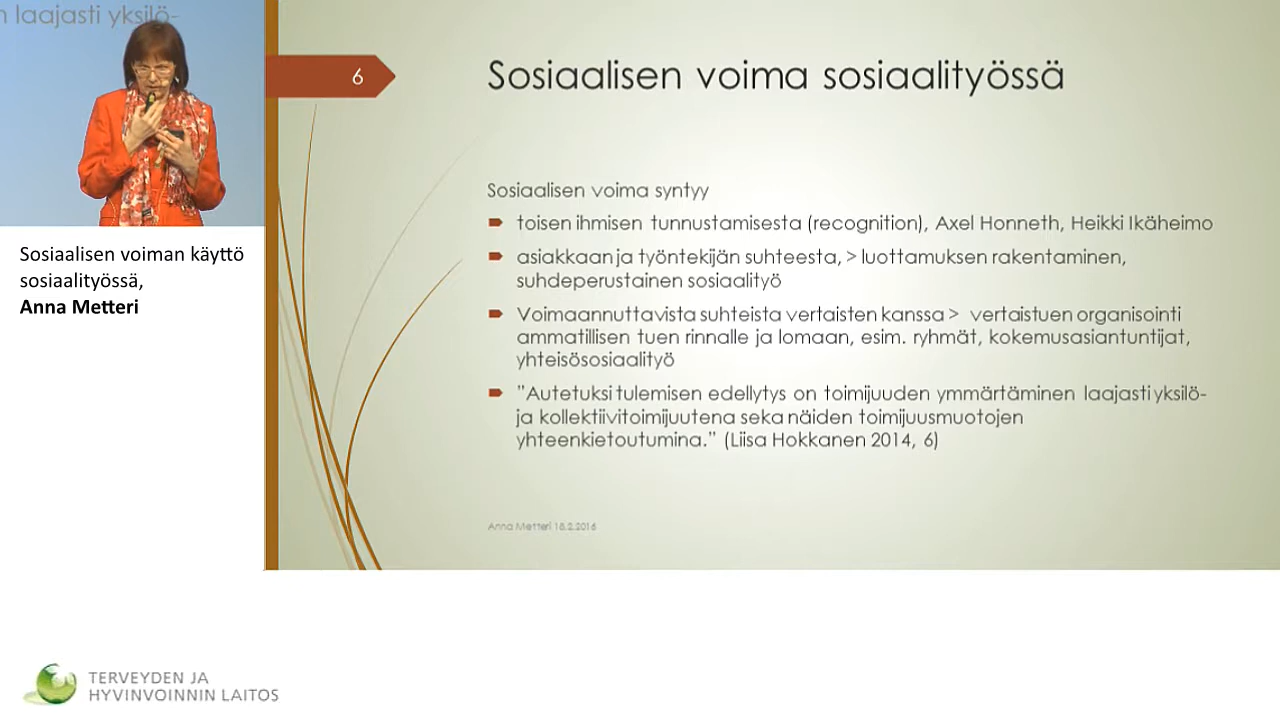 n laajasti yksilö-
Sosiaalisen voiman käyttö
sosiaalityössä,
Anna Metteri
6
Sosiaalisen voima sosiaalityössä
Sosiaalisen voima syntyy
toisen ihmisen tunnustamisesta (recognition), Axel Honneth, Heikki Ikäheimo
asiakkaan ja työntekijän suhteesta, > luottamuksen rakentaminen,
suhdeperustainen sosiaalityö
Voimaannuttavista suhteista vertaisten kanssa > vertaistuen organisointi
ammatillisen tuen rinnalle ja lomaan, esim. ryhmät, kokemusasiantuntijat,
yhteisösosiaalityö
"Autetuksi tulemisen edellytys on toimijuuden ymmärtäminen laajasti yksilö-
ja kollektiivitoimijuutena seka näiden toimijuusmuotojen
yhteenkietoutumina." (Liisa Hokkanen 2014, 6)
Anna Metteri 18.2.2016
TERVEYDEN JA
HYVINVOINNIN LAITOS